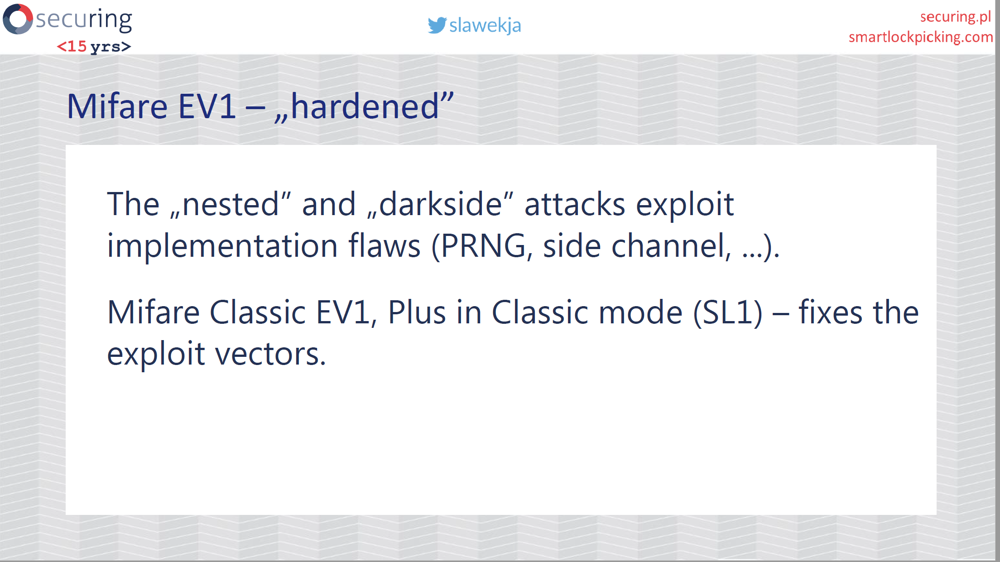 securing
<15 yrs>
slawekja
securing.pl
smartlockpicking.com
Mifare EV1 – „hardened”
The „nested” and „darkside” attacks exploit
implementation flaws (PRNG, side channel, ...).
Mifare Classic EV1, Plus in Classic mode (SL1) – fixes the
exploit vectors.